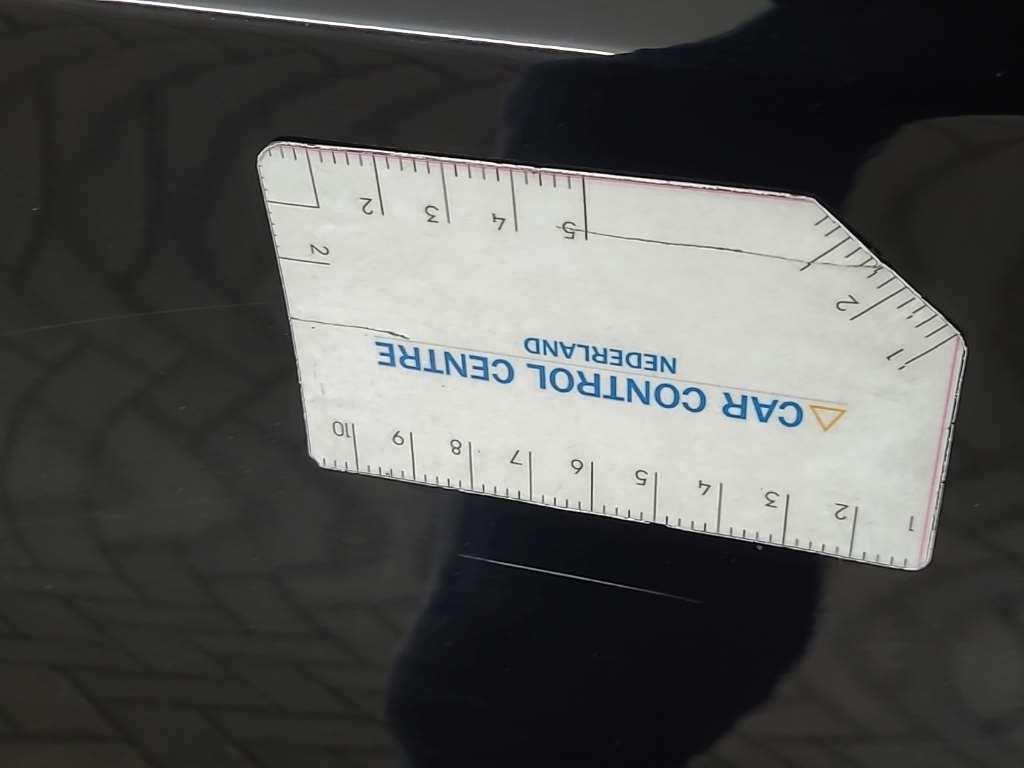 1 2 3 4 5 6 7 8 9 10
CAR CONTROL CENTRE
NEDERLAND
1 2
2
5 4 3 2